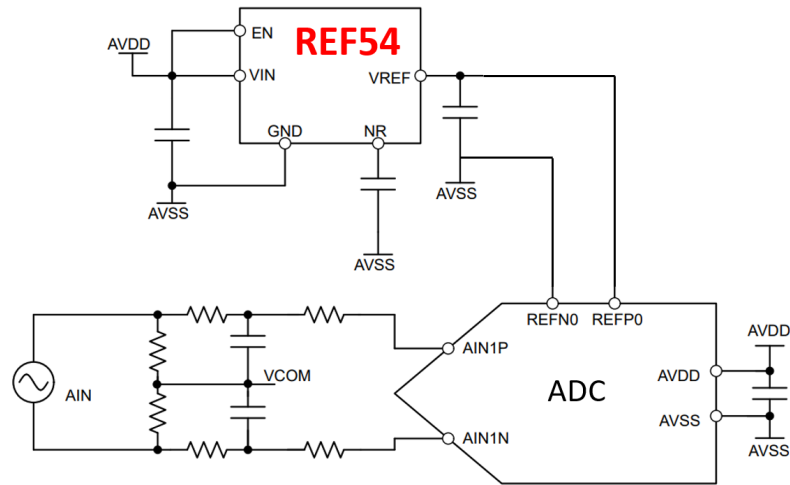 REF54
AVDD
EN
VIN
VREF
GND
NR
AVSS
AVSS
AVSS
REFN0
REFP0
AIN1P
AIN
VCOM
ADC
AIN1N
AVDD
AVSS
AVDD
AVSS